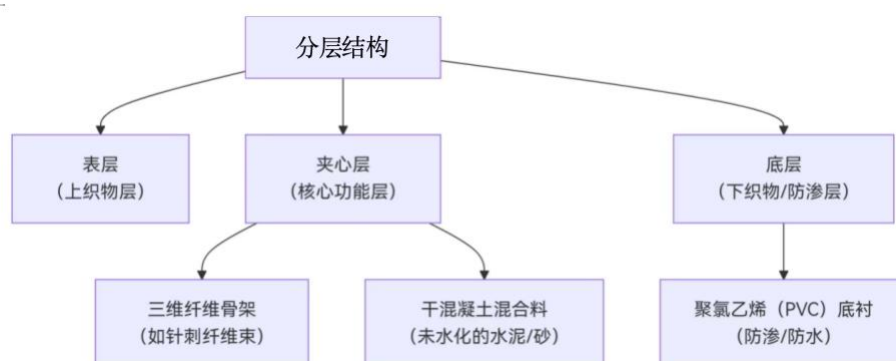 分层结构
表层
（上织物层）
夹心层
（核心功能层）
底层
（下织物/防渗层）
三维纤维骨架
（如针刺纤维束）
干混凝土混合料
（未水化的水泥/砂）
聚氯乙烯（PVC）底衬
（防渗/防水）